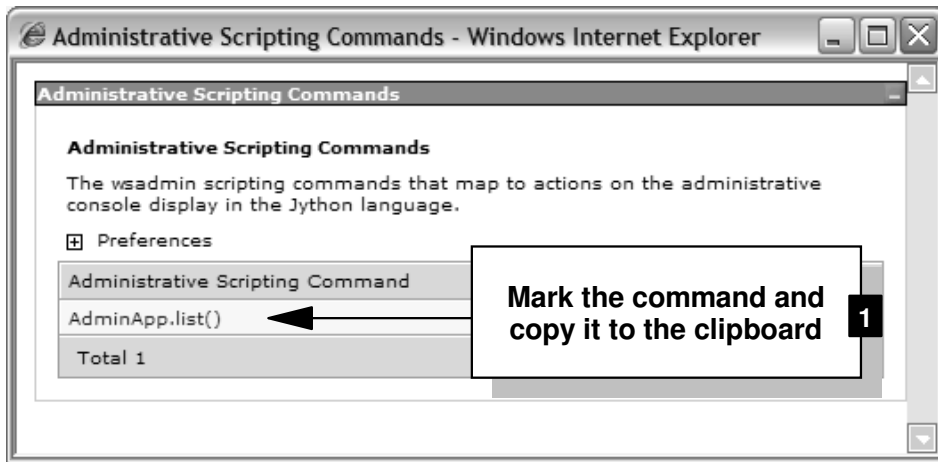 Administrative Scripting Commands - Windows Internet Explorer
Administrative Scripting Commands
Administrative Scripting Commands
The wsadmin scripting commands that map to actions on the administrative
console display in the Jython language.
Preferences
Administrative Scripting Command
AdminApp.list()
Total 1
Mark the command and
copy it to the clipboard
1